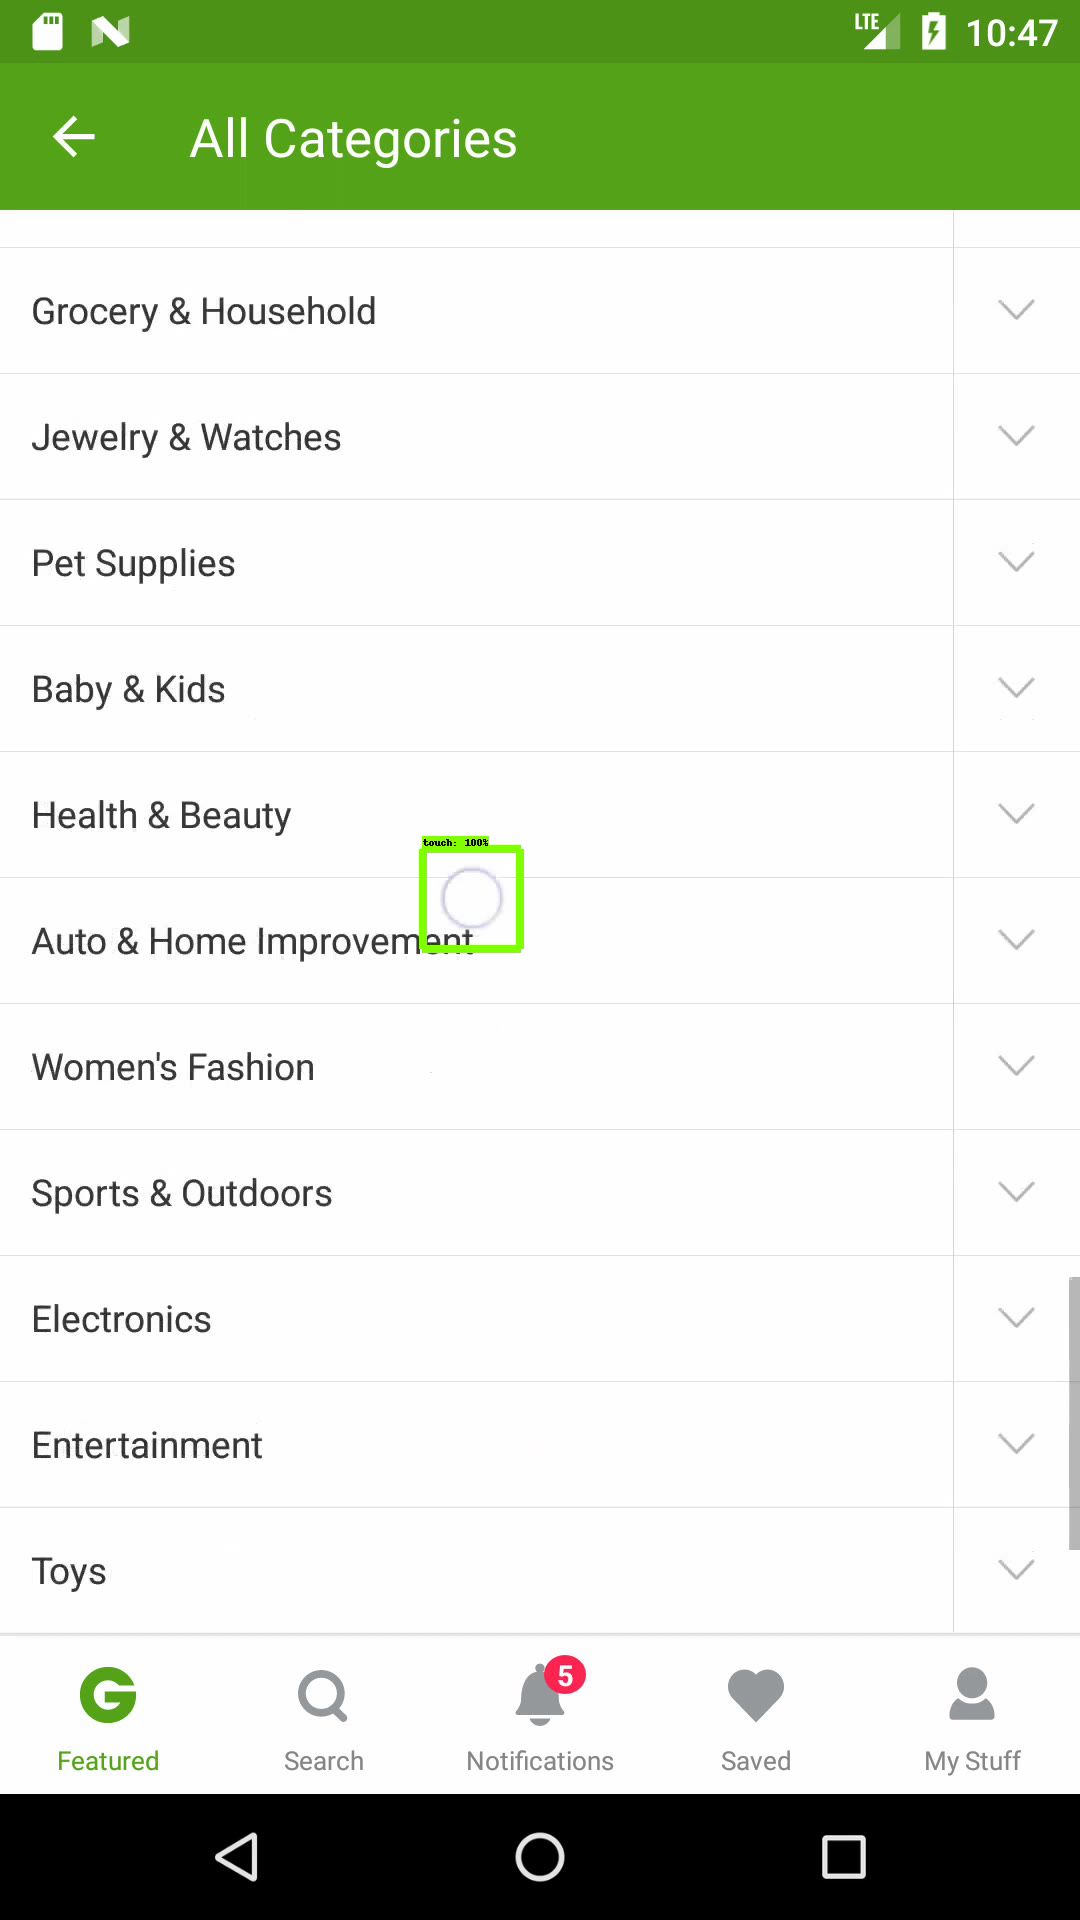 LTE 10:47
All Categories
Grocery & Household
Jewelry & Watches
Pet Supplies
Baby & Kids
Health & Beauty
touch: 100%
Auto & Home Improvement
Women's Fashion
Sports & Outdoors
Electronics
Entertainment
Toys
5
Featured Search Notifications Saved My Stuff